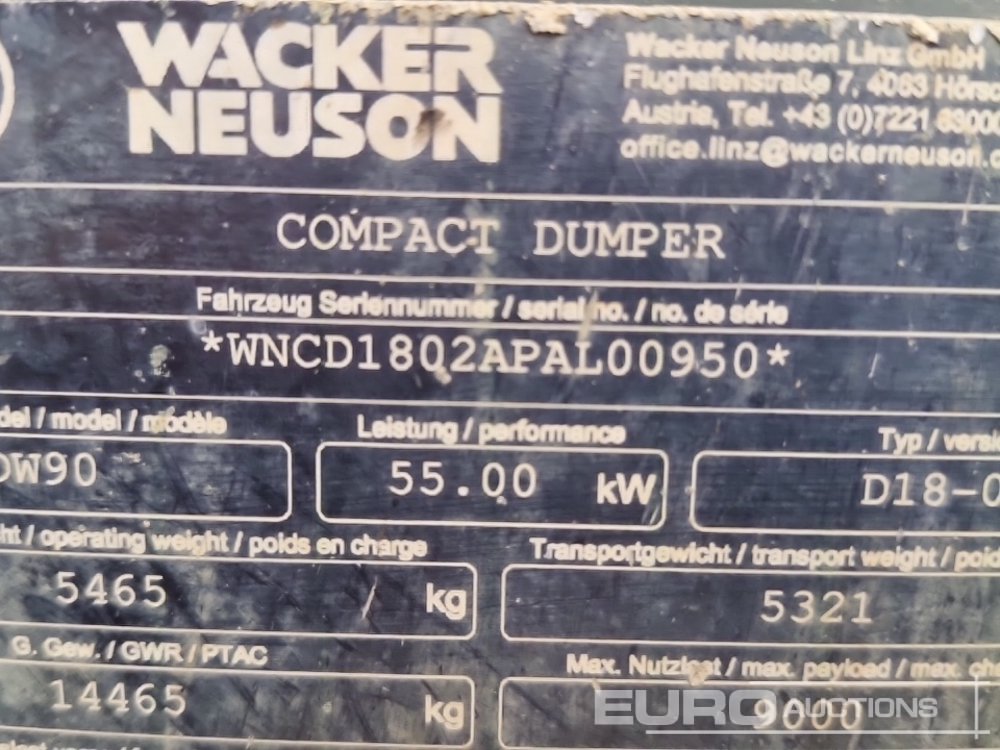 WACKER
NEUSON
Wacker Neuson Linz GmbH
Flughafenstraße 7, 4063 Hörsc
Austria, Tel. +43 (0)7221 63000
office.linz@wackerneuson.c
COMPACT DUMPER
Fahrzeug Seriennummer / serial no. / no. de série
*WNCD1802APAL00950*
del / model / modèle
Leistung / performance
Typ / versi
DW90
55.00 kW
D18-0
ht / operating weight / poids en charge
Transportgewicht / transport weight / poid
5465 kg
5321
G. Gew. / GWR / PTAC
Max. Nutzlast / max. payload / max. ch
14465 kg
9000
EURO AUCTIONS